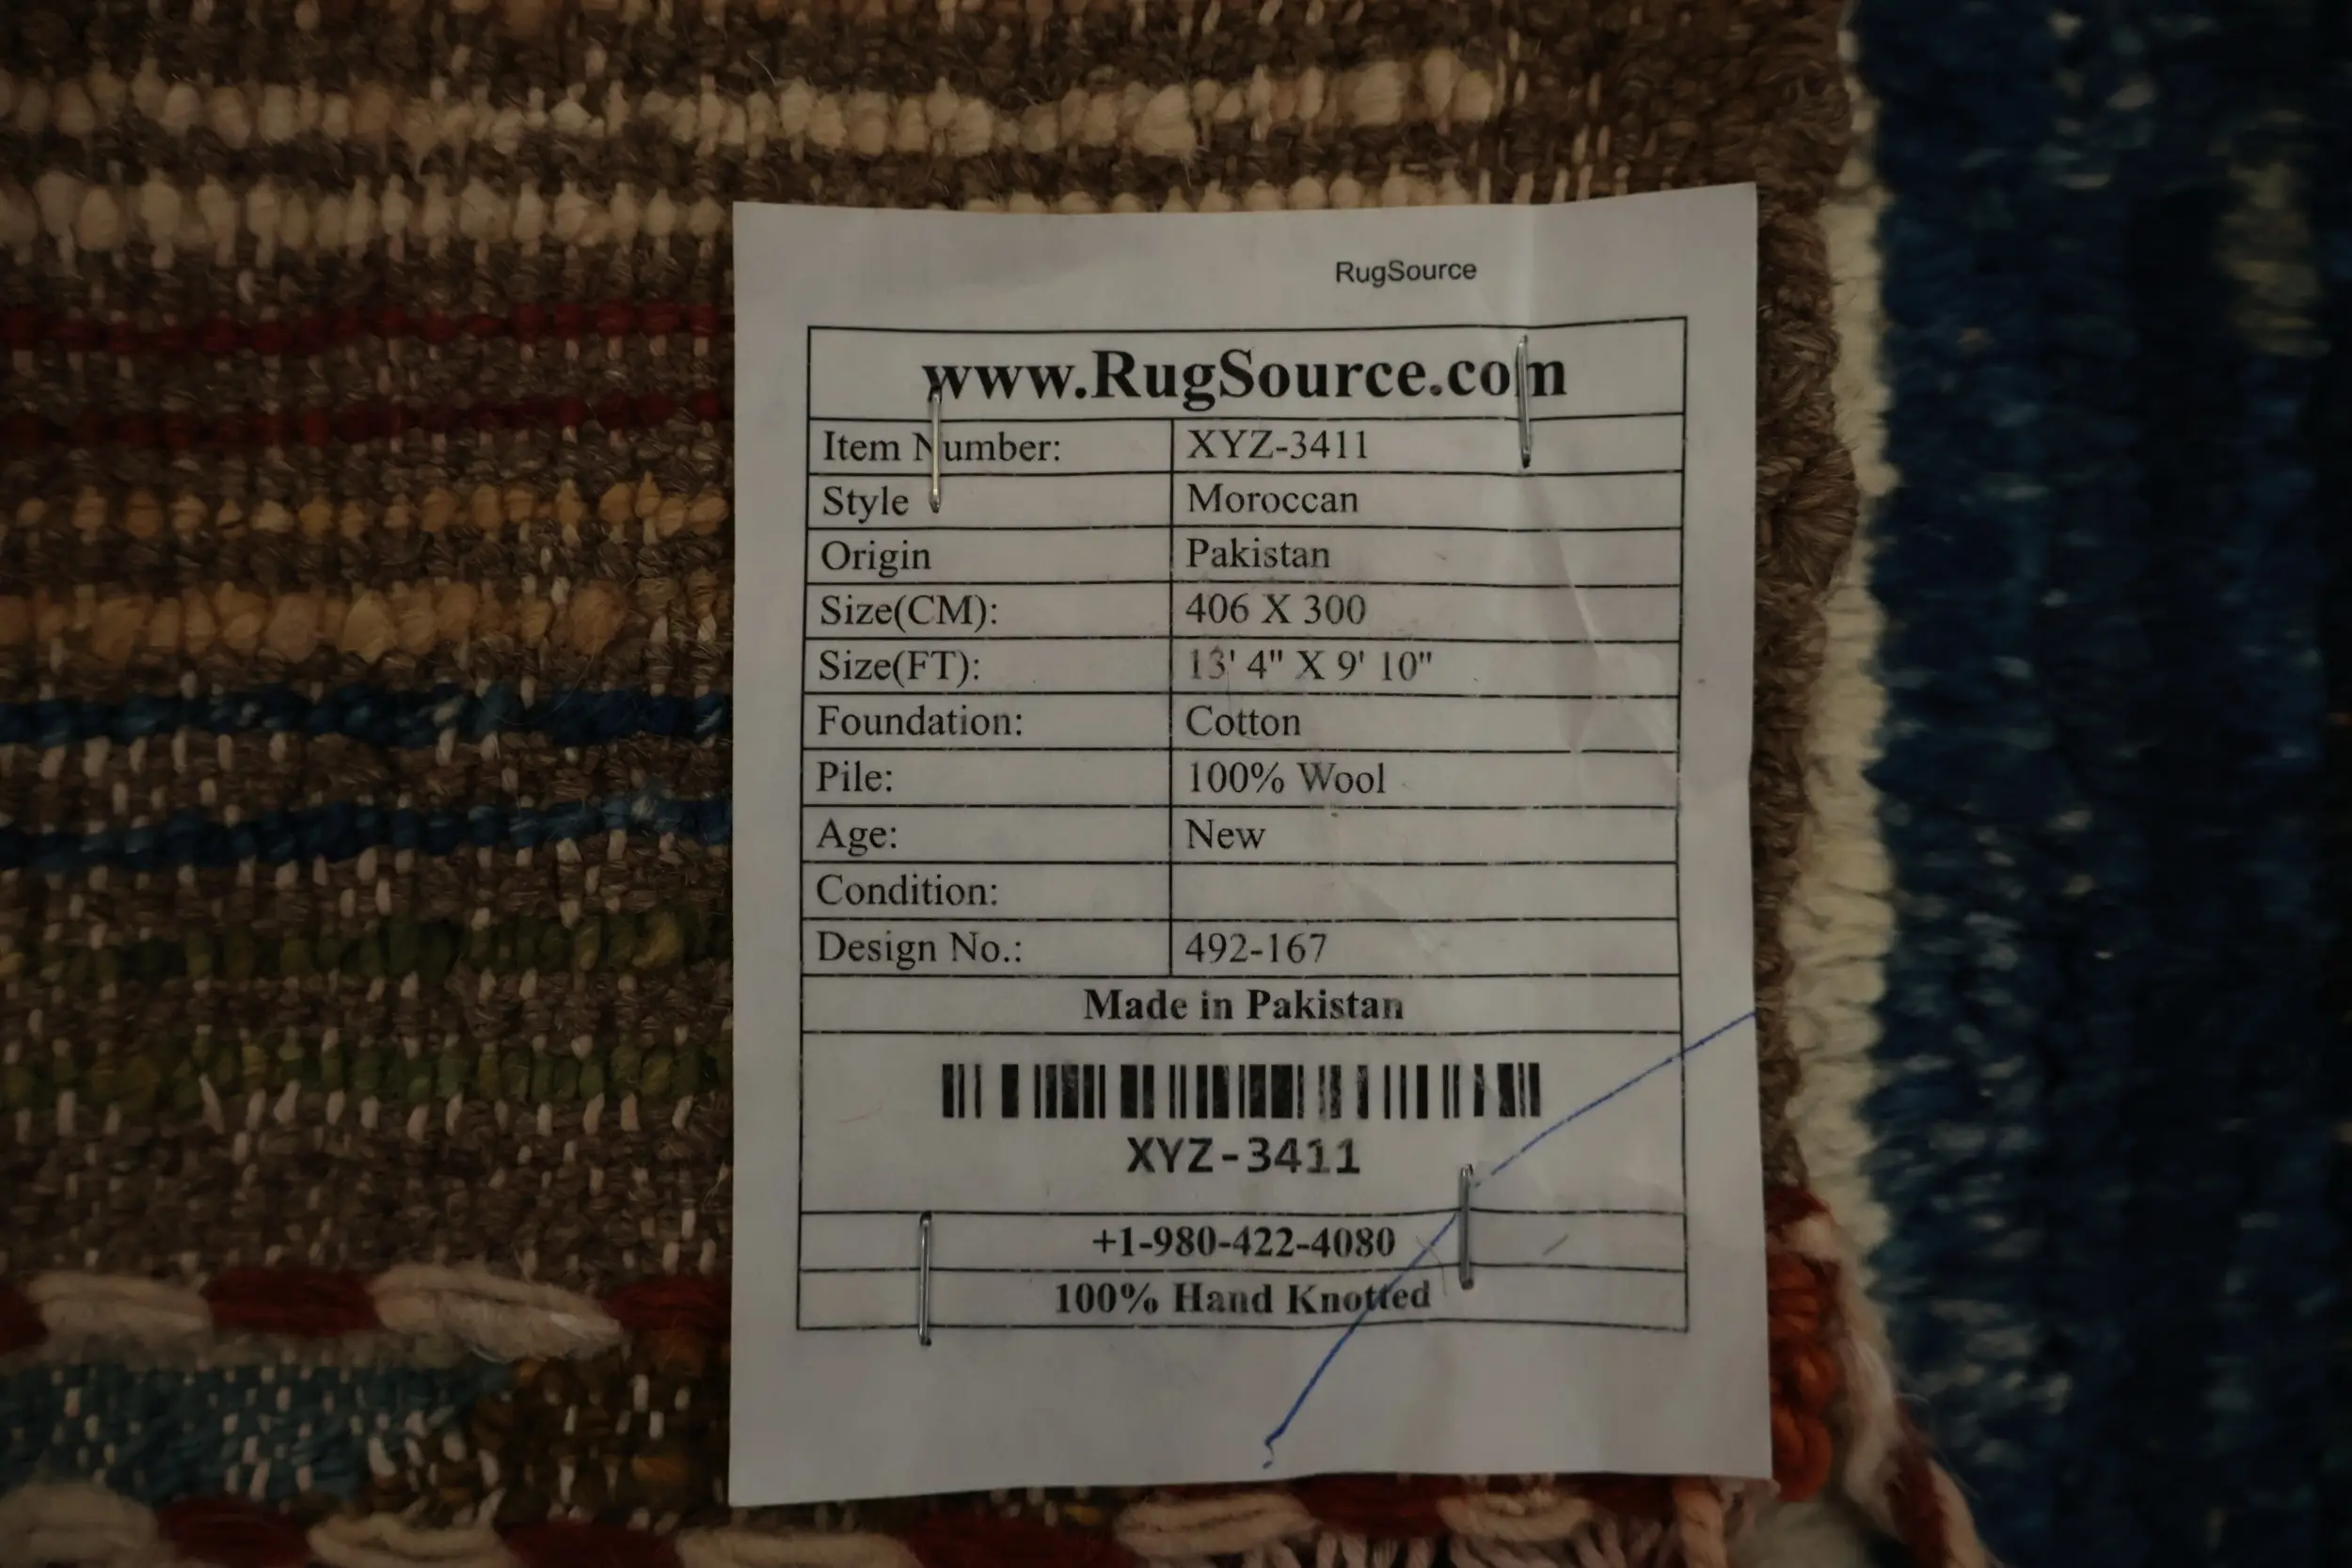 RugSource
www.RugSource.com
Item Number: XYZ-3411
Style Moroccan
Origin Pakistan
Size(CM): 406 X 300
Size(FT): 13' 4" X 9' 10"
Foundation: Cotton
Pile: 100% Wool
Age: New
Condition:
Design No.: 492-167
Made in Pakistan
XYZ-3411
+1-980-422-4080
100% Hand Knotted